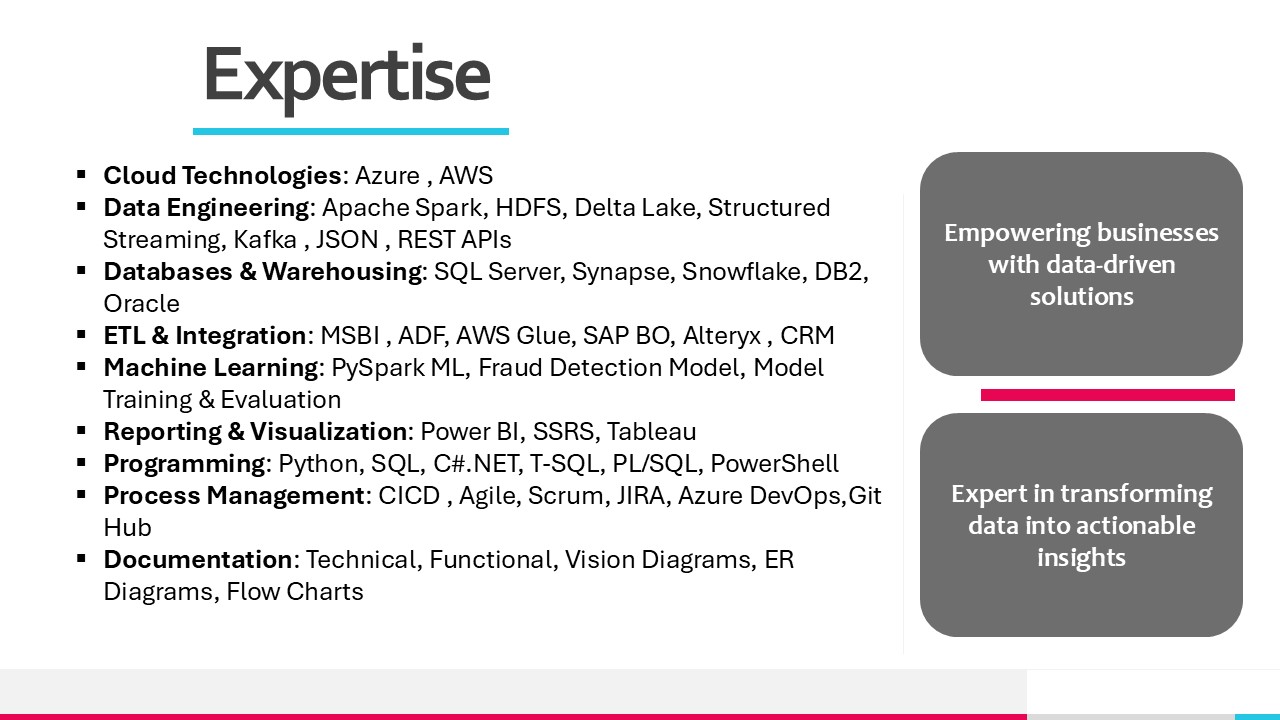 Expertise
▪ Cloud Technologies: Azure , AWS
▪ Data Engineering: Apache Spark, HDFS, Delta Lake, Structured
Streaming, Kafka , JSON , REST APIs
▪ Databases & Warehousing: SQL Server, Synapse, Snowflake, DB2,
Oracle
▪ ETL & Integration: MSBI , ADF, AWS Glue, SAP BO, Alteryx , CRM
▪ Machine Learning: PySpark ML, Fraud Detection Model, Model
Training & Evaluation
▪ Reporting & Visualization: Power BI, SSRS, Tableau
▪ Programming: Python, SQL, C#.NET, T-SQL, PL/SQL, PowerShell
▪ Process Management: CICD , Agile, Scrum, JIRA, Azure DevOps,Git
Hub
▪ Documentation: Technical, Functional, Vision Diagrams, ER
Diagrams, Flow Charts
Empowering businesses
with data-driven
solutions
Expert in transforming
data into actionable
insights